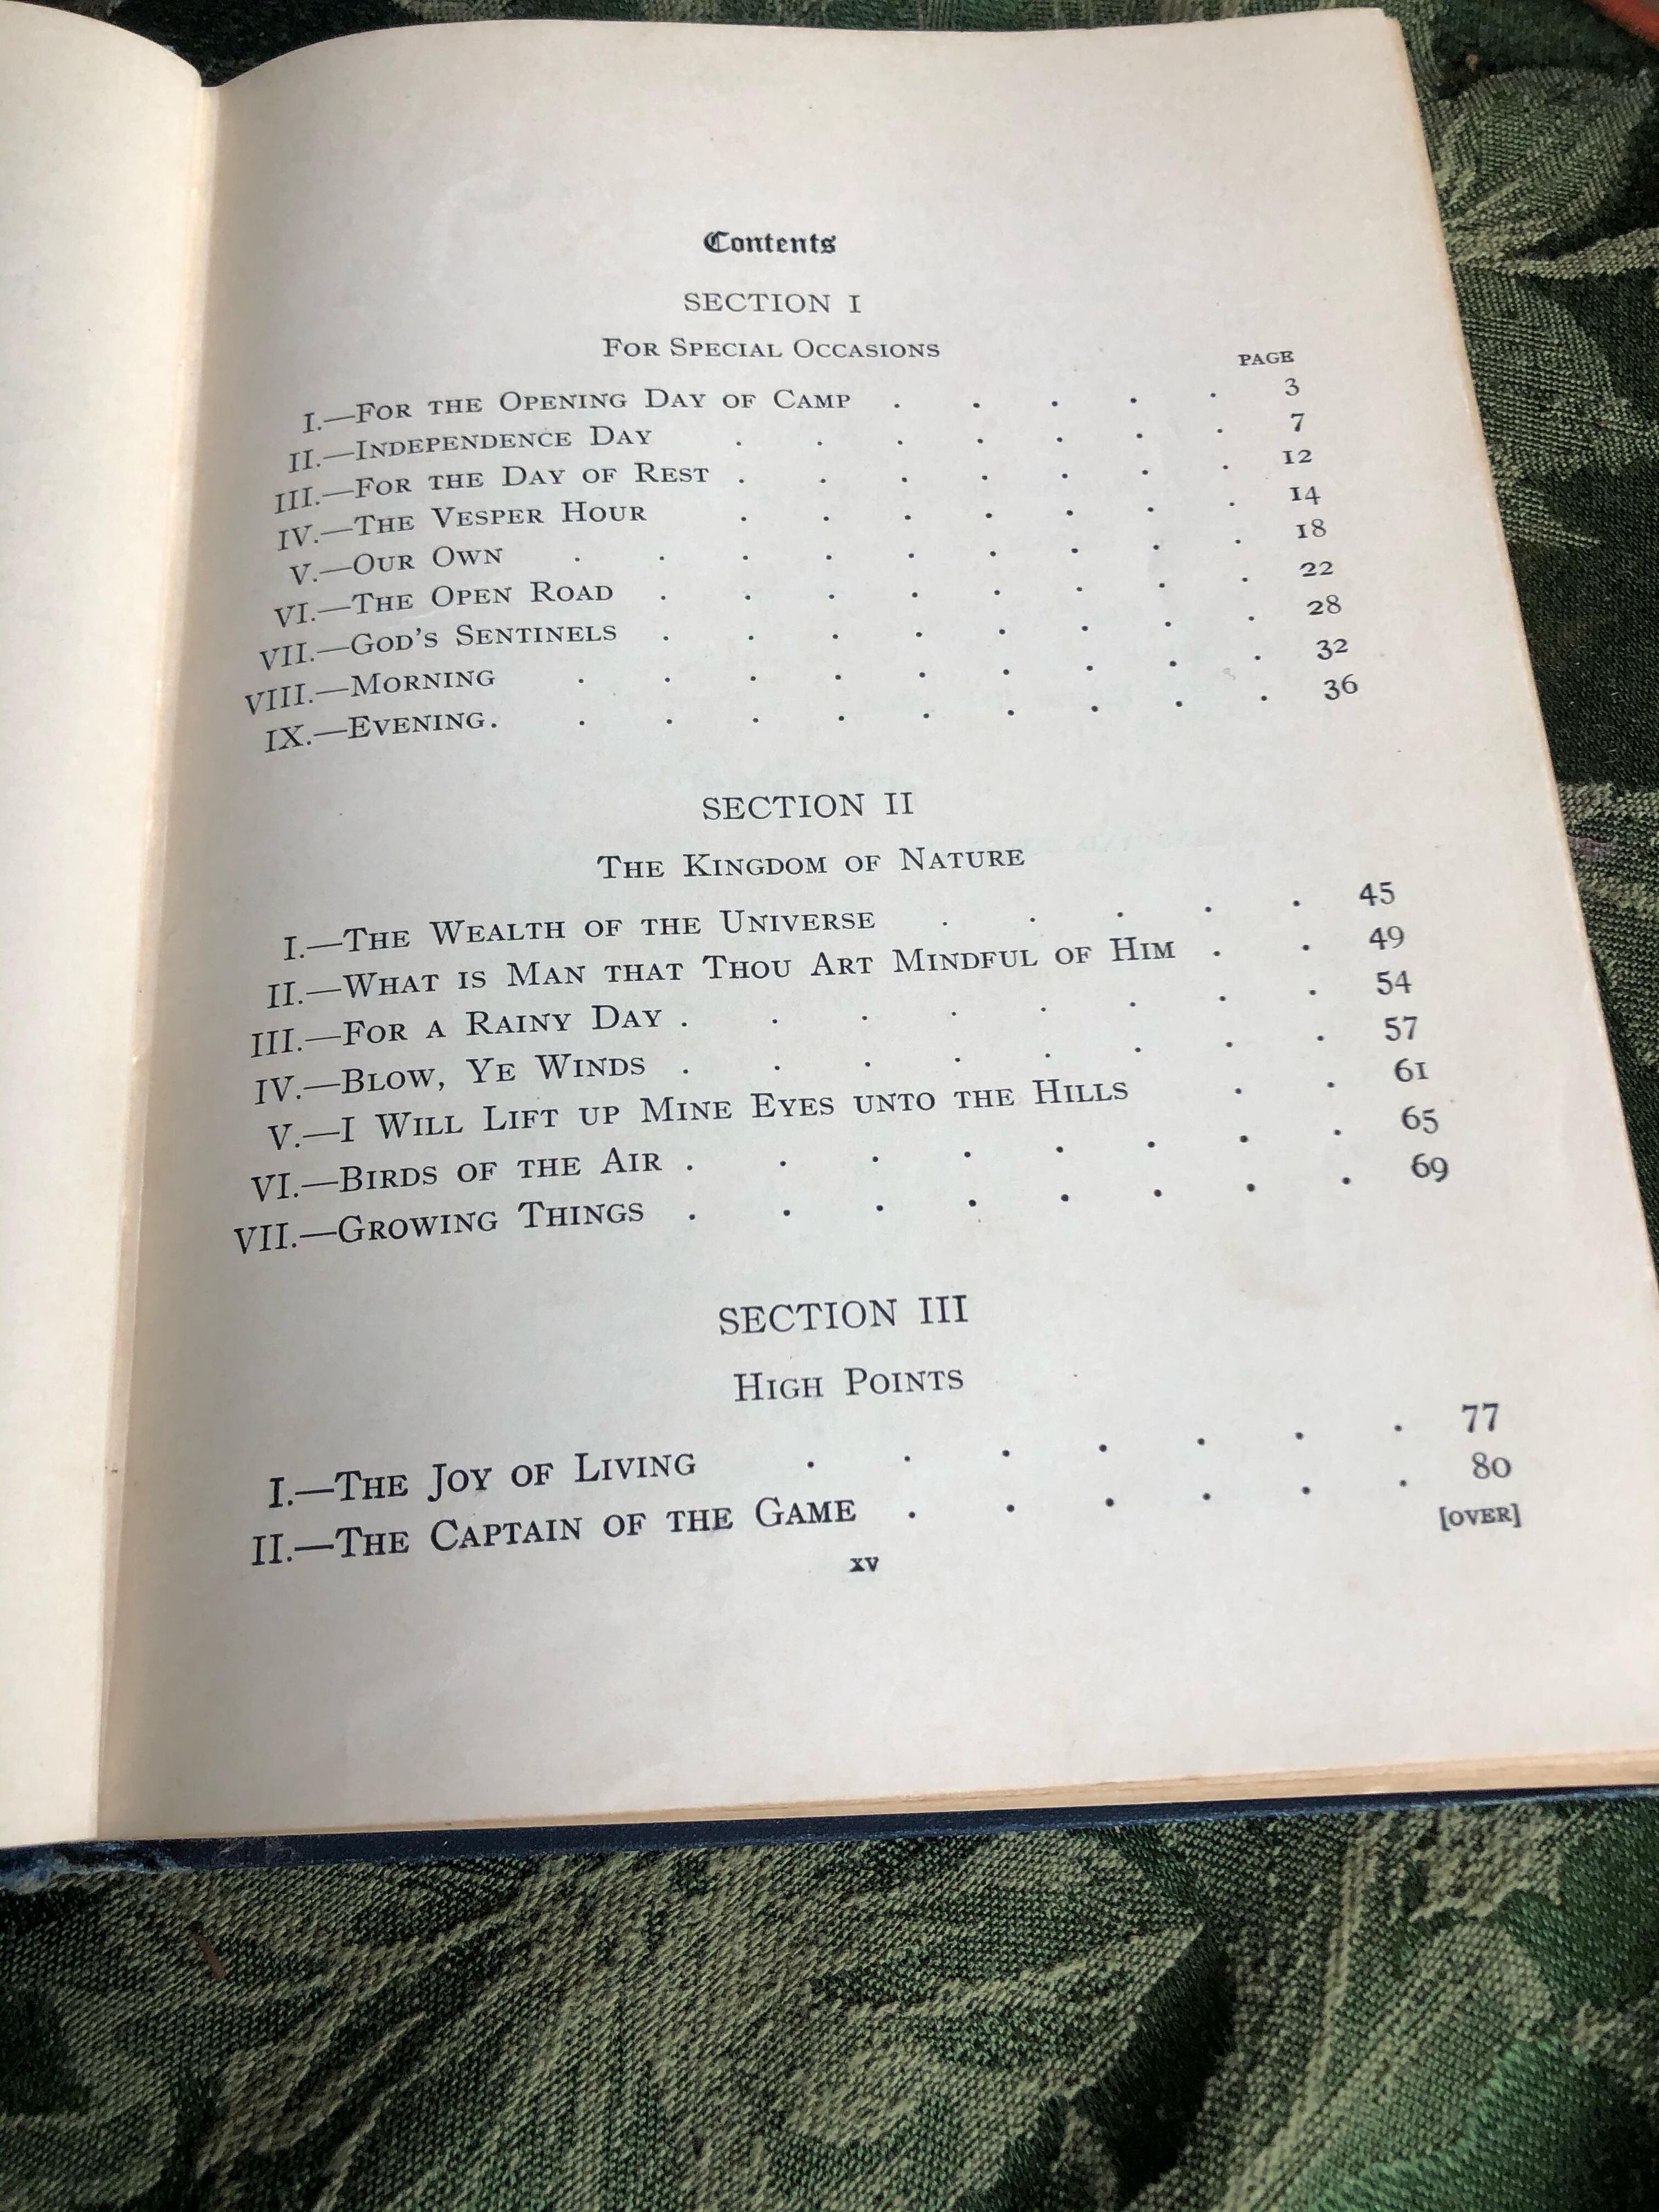 Contents
SECTION I
FOR SPECIAL OCCASIONS
PAGE
I.—FOR THE OPENING DAY OF CAMP . . . . . 3
II.—INDEPENDENCE DAY . . . . . . . 7
III.—FOR THE DAY OF REST . . . . . . . 12
IV.—THE VESPER HOUR . . . . . . . 14
V.—OUR OWN . . . . . . . . . 18
VI.—THE OPEN ROAD . . . . . . . . 22
VII.—GOD'S SENTINELS . . . . . . . . 28
VIII.—MORNING . . . . . . . . . 32
IX.—EVENING. . . . . . . . . . 36
SECTION II
THE KINGDOM OF NATURE
I.—THE WEALTH OF THE UNIVERSE . . . . . 45
II.—WHAT IS MAN THAT THOU ART MINDFUL OF HIM . . 49
III.—FOR A RAINY DAY . . . . . . . . 54
IV.—BLOW, YE WINDS . . . . . . . . 57
V.—I WILL LIFT UP MINE EYES UNTO THE HILLS . . 61
VI.—BIRDS OF THE AIR . . . . . . . . 65
VII.—GROWING THINGS . . . . . . . . 69
SECTION III
HIGH POINTS
I.—THE JOY OF LIVING . . . . . . . 77
II.—THE CAPTAIN OF THE GAME . . . . . . 80
[OVER]
xv